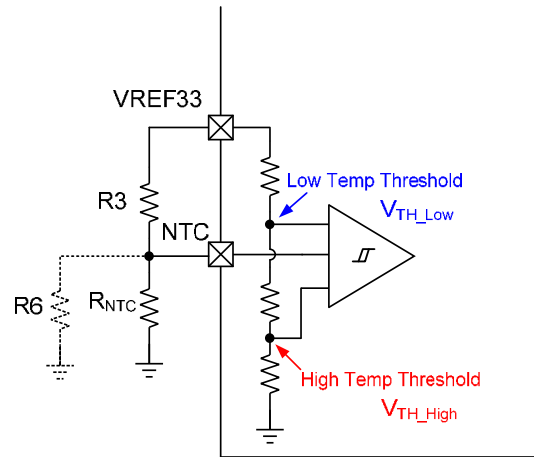 VREF33
R3
Low Temp Threshold
VTH_Low
NTC
R6
RNTC
High Temp Threshold
VTH_High